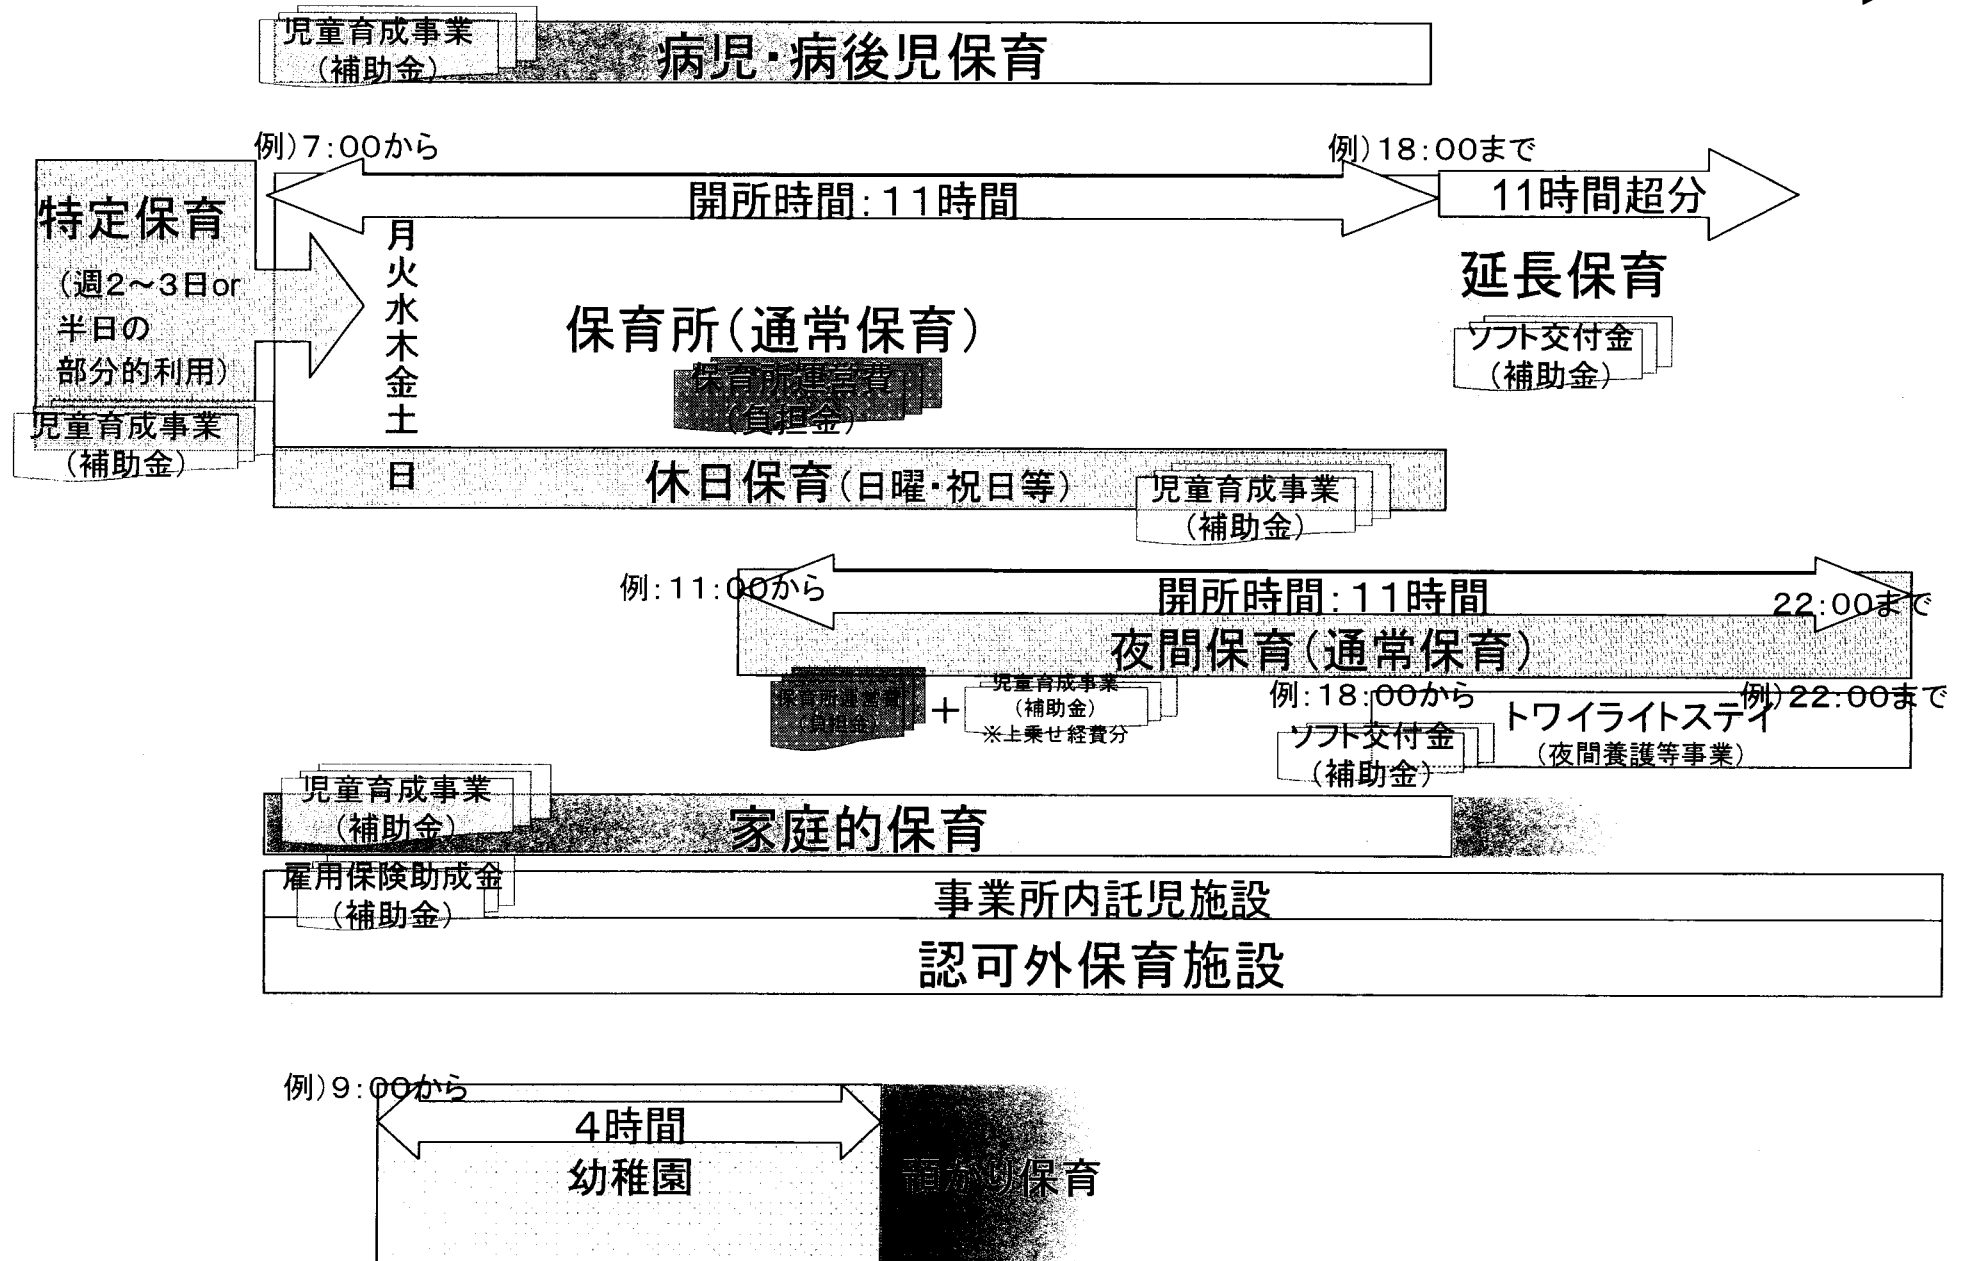 児童育成事業
（補助金）
病児・病後児保育
例）7：00から
例）18：00まで
開所時間：11時間
11時間超分
特定保育
（週2～3日or
半日の
部分的利用）
児童育成事業
（補助金）
月
火
水
木
金
土
日
保育所（通常保育）
保育所運営費
（負担金）
延長保育
ソフト交付金
（補助金）
休日保育（日曜・祝日等）
児童育成事業
（補助金）
例：11：00から
開所時間：11時間
22：00まで
夜間保育（通常保育）
保育所運営費
（負担金）
＋
児童育成事業
（補助金）
※上乗せ経費分
例：18：00から
例）22：00まで
トワイライトステイ
（夜間養護等事業）
ソフト交付金
（補助金）
児童育成事業
（補助金）
家庭的保育
雇用保険助成金
（補助金）
事業所内託児施設
認可外保育施設
例）9：00から
4時間
幼稚園
預かり保育